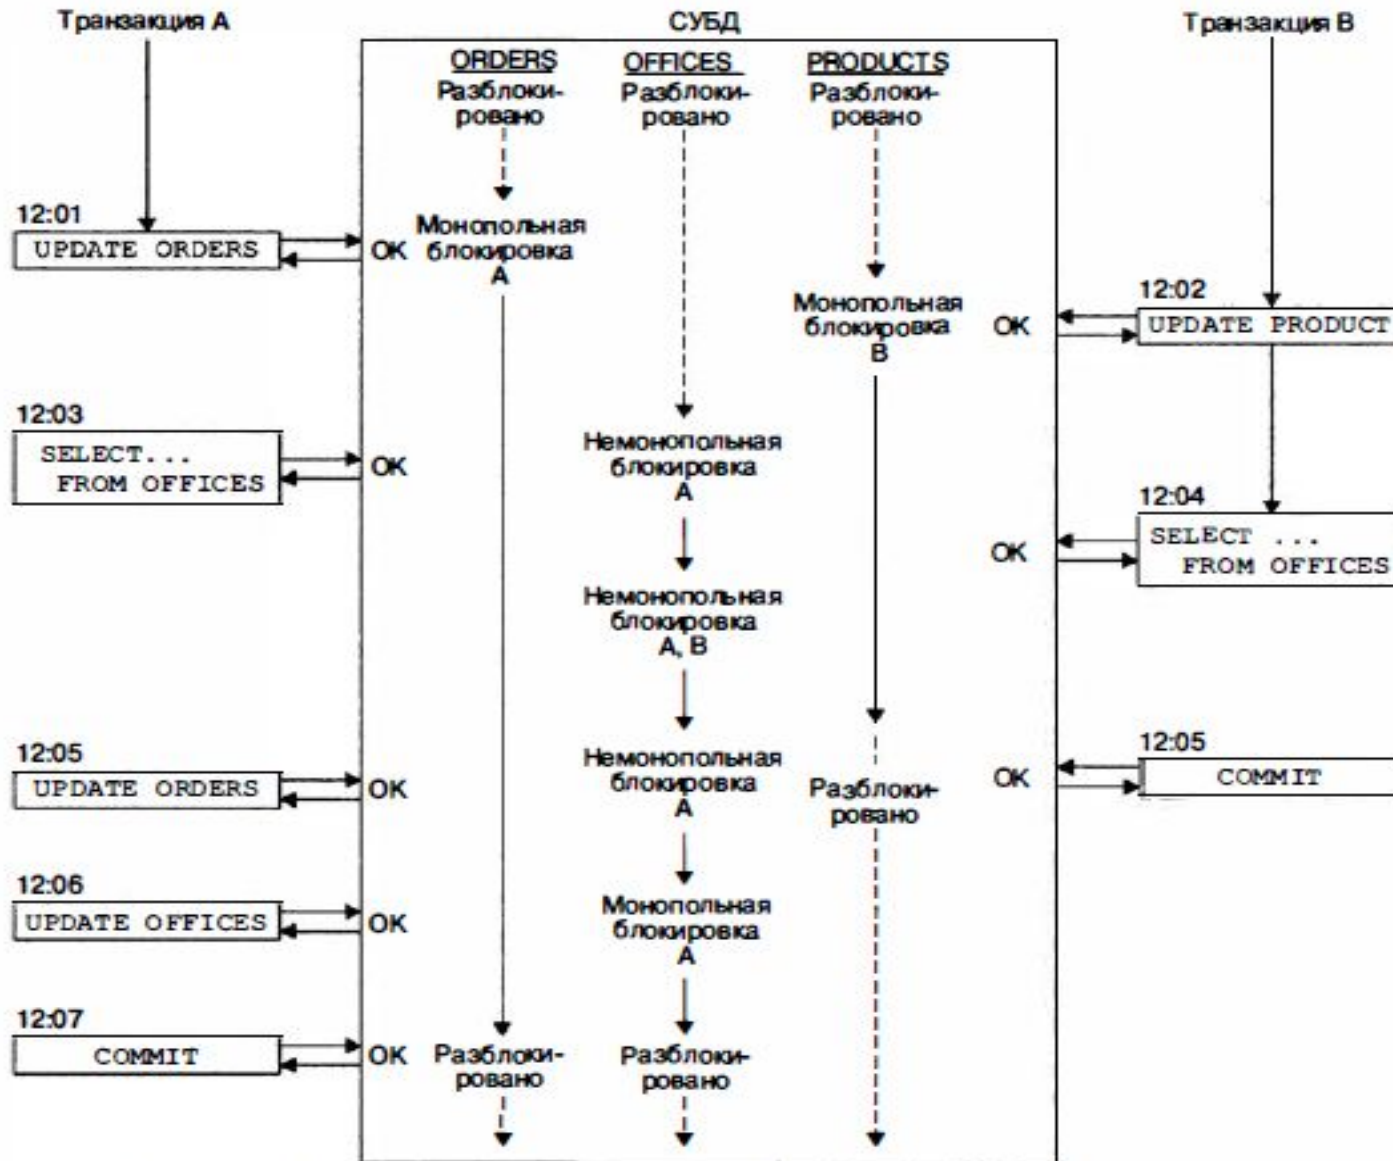 Транзакция А
СУБД
Транзакция В
ORDERS
OFFICES
PRODUCTS
Разблоки-
ровано
Разблоки-
ровано
Разблоки-
ровано
12:01
UPDATE ORDERS
OK
Монопольная
блокировка
А
12:02
UPDATE PRODUCT
OK
Монопольная
блокировка
В
12:03
SELECT...
FROM OFFICES
OK
Немонопольная
блокировка
А
12:04
SELECT ...
FROM OFFICES
OK
Немонопольная
блокировка
А, В
12:05
UPDATE ORDERS
OK
Немонопольная
блокировка
А
Разблоки-
ровано
OK
12:05
COMMIT
12:06
UPDATE OFFICES
OK
Монопольная
блокировка
А
12:07
COMMIT
OK
Разблоки-
ровано
Разблоки-
ровано